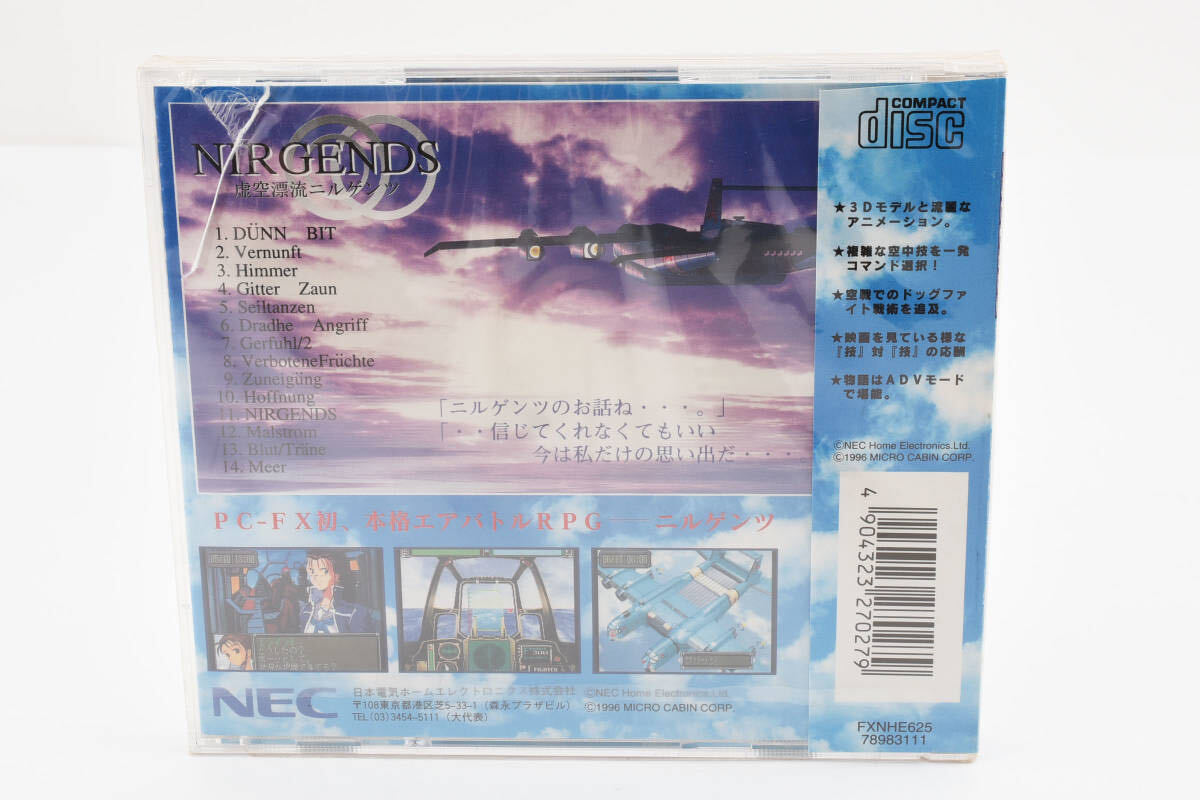 NIRGENDS
虚空漂流ニルゲンツ
1. DÜNN BIT
2. Vernunft
3. Himmer
4. Gitter Zaun
5. Seiltanzen
6. Dradhe Angriff
7. Gerfuhl/2
8. VerboteneFrüchte
9. Zuneigüng
10. Hoffnung
11. NIRGENDS
12. Malstrom
13. Blut/Träne
14. Meer
「ニルゲンツのお話ね・・・。」
「・・信じてくれなくてもいい
今は私だけの思い出だ・・・。
PC-FX初、本格エアバトルRPG──ニルゲンツ
NEC
日本電気ホームエレクトロニクス株式会社
〒108東京都港区芝5-33-1（森永プラザビル）
TEL(03)3454-5111（大代表）
©NEC Home Electronics,Ltd.
©1996 MICRO CABIN CORP.
COMPACT
disc
★3Dモデルと流麗な
アニメーション。
★複雑な空中技を一発
コマンド選択！
★空戦でのドッグファ
イト戦術を追及。
★映画を見ている様な
『技』対『技』の応酬
★物語はADVモード
で堪能。
©NEC Home Electronics,Ltd.
©1996 MICRO CABIN CORP.
4 904323 270279
FXNHE625
78983111